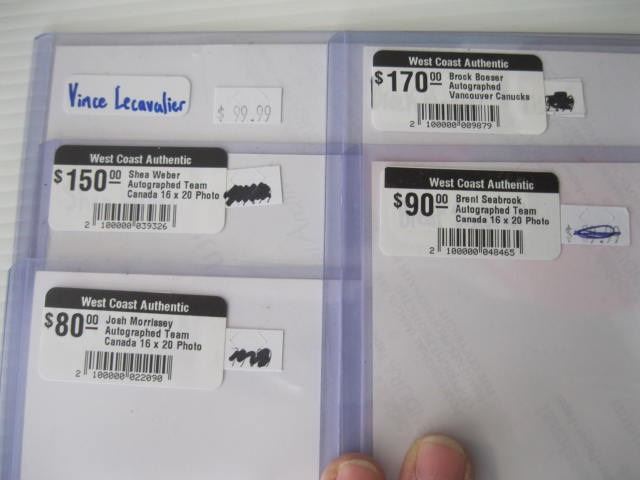 Vince Lecavalier
$ 99.99
West Coast Authentic
$170.00
Brock Boeser
Autographed
Vancouver Canucks
2 100000 009879
West Coast Authentic
$150.00
Shea Weber
Autographed Team
Canada 16 x 20 Photo
2 100000 039326
West Coast Authentic
$90.00
Brent Seabrook
Autographed Team
Canada 16 x 20 Photo
2 100000 048465
West Coast Authentic
$80.00
Josh Morrissey
Autographed Team
Canada 16 x 20 Photo
2 100000 022090